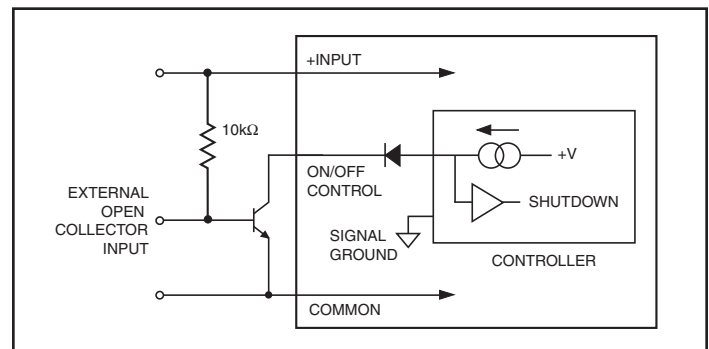 +INPUT
10kΩ
+V
ON/OFF
CONTROL
EXTERNAL
OPEN
COLLECTOR
INPUT
SHUTDOWN
SIGNAL
GROUND
CONTROLLER
COMMON